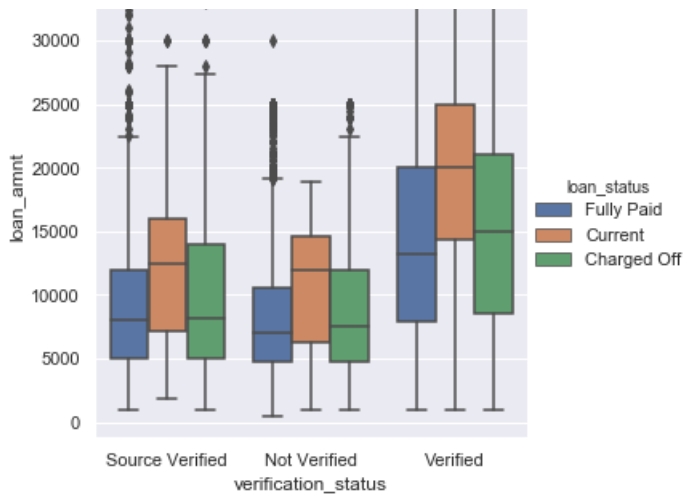 30000
25000
20000
15000
10000
5000
0
loan_amnt
Source Verified
Not Verified
Verified
verification_status
loan_status
Fully Paid
Current
Charged Off